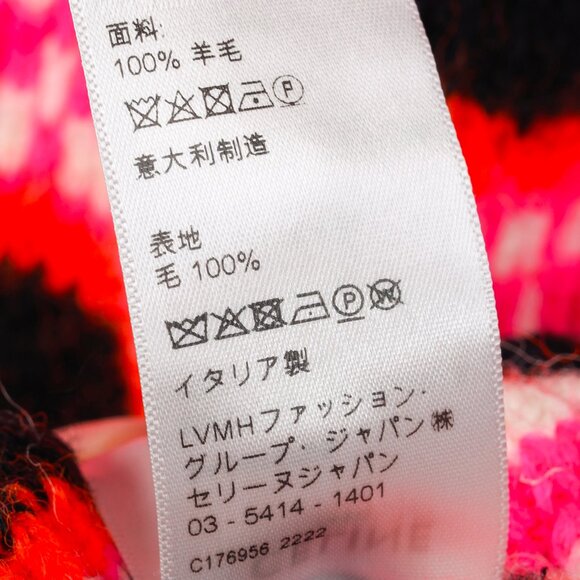 面料:
100% 羊毛
P
意大利制造
表地
毛 100%
P W
イタリア製
LVMHファッション・
グループ・ジャパン㈱
セリーヌジャパン
03 - 5414 - 1401
C176956 2222